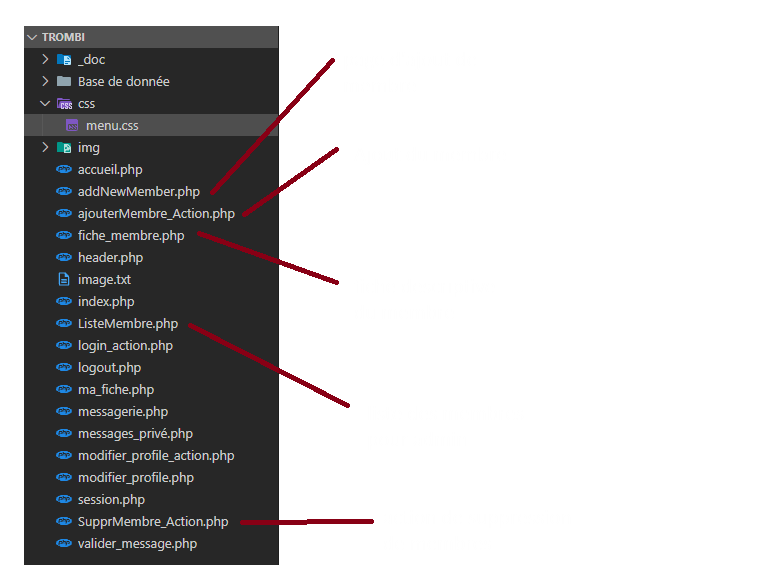 TROMBI
_doc
Base de donnée
css
menu.css
img
accueil.php
addNewMember.php
ajouterMembre_Action.php
fiche_membre.php
header.php
image.txt
index.php
ListeMembre.php
login_action.php
logout.php
ma_fiche.php
messagerie.php
messages_privé.php
modifier_profile_action.php
modifier_profile.php
session.php
SupprMembre_Action.php
valider_message.php